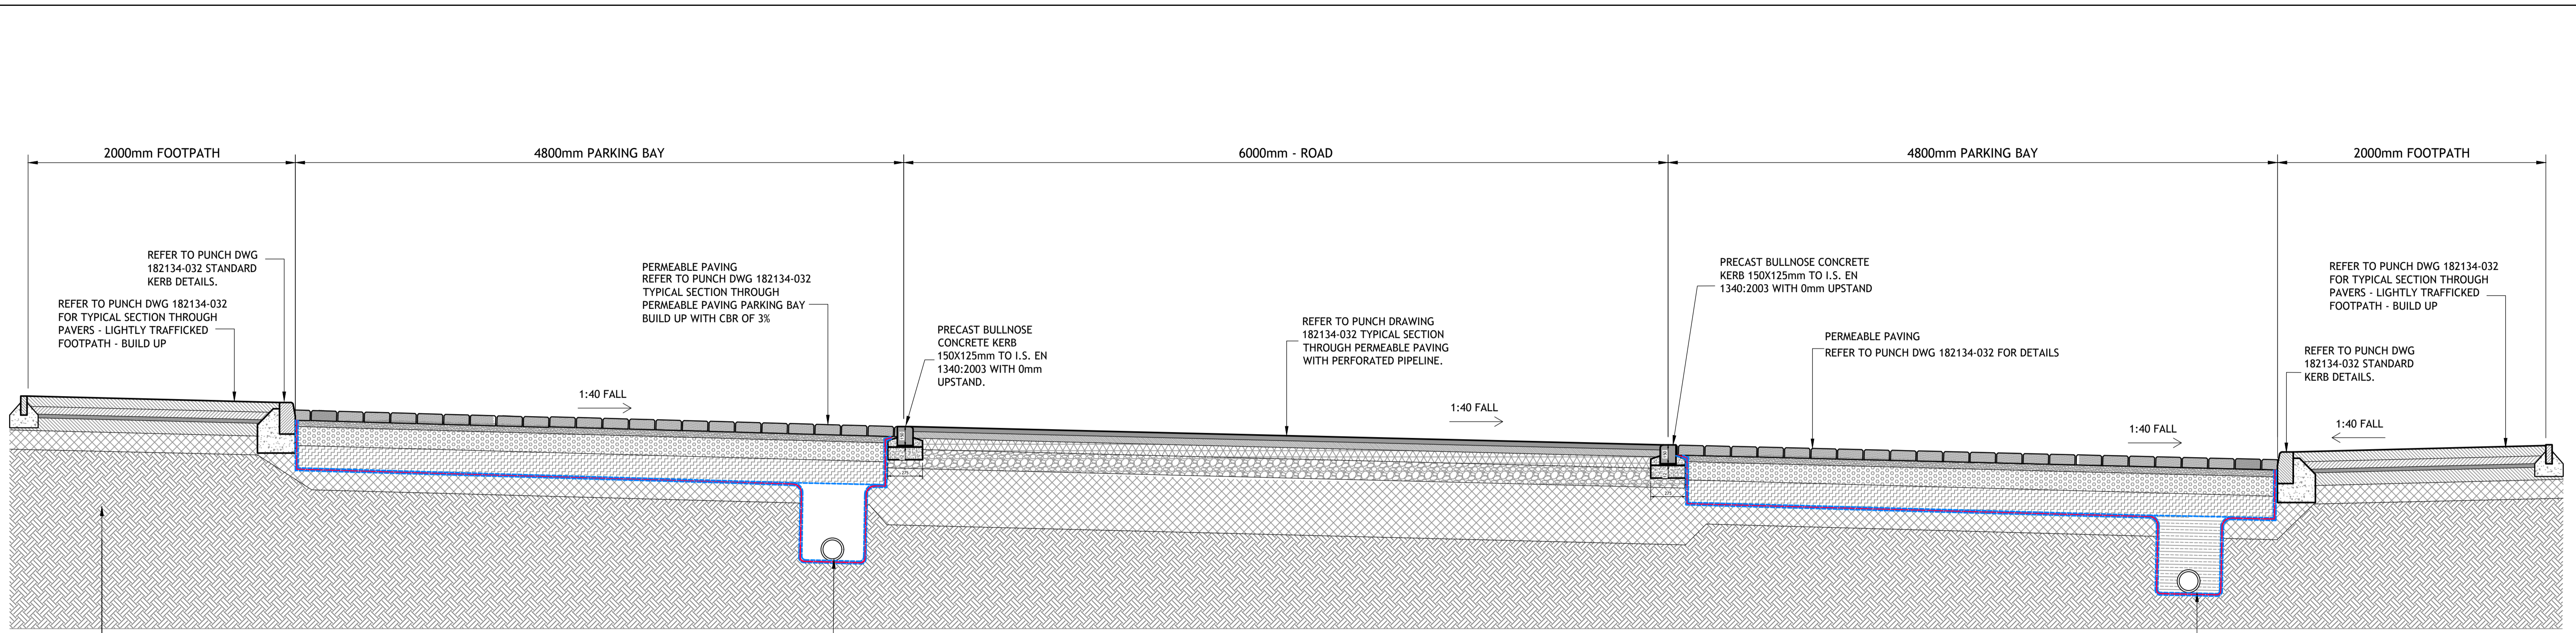 2000mm FOOTPATH
4800mm PARKING BAY
6000mm - ROAD
4800mm PARKING BAY
2000mm FOOTPATH
REFER TO PUNCH DWG
182134-032 STANDARD
KERB DETAILS.
REFER TO PUNCH DWG 182134-032
FOR TYPICAL SECTION THROUGH
PAVERS - LIGHTLY TRAFFICKED
FOOTPATH - BUILD UP
1:40 FALL
PERMEABLE PAVING
REFER TO PUNCH DWG 182134-032
TYPICAL SECTION THROUGH
PERMEABLE PAVING PARKING BAY
BUILD UP WITH CBR OF 3%
PRECAST BULLNOSE
CONCRETE KERB
150X125mm TO I.S. EN
1340:2003 WITH 0mm
UPSTAND.
REFER TO PUNCH DRAWING
182134-032 TYPICAL SECTION
THROUGH PERMEABLE PAVING
WITH PERFORATED PIPELINE.
1:40 FALL
PRECAST BULLNOSE CONCRETE
KERB 150X125mm TO I.S. EN
1340:2003 WITH 0mm UPSTAND
PERMEABLE PAVING
REFER TO PUNCH DWG 182134-032 FOR DETAILS
1:40 FALL
REFER TO PUNCH DWG 182134-032
FOR TYPICAL SECTION THROUGH
PAVERS - LIGHTLY TRAFFICKED
FOOTPATH - BUILD UP
REFER TO PUNCH DWG
182134-032 STANDARD
KERB DETAILS.
1:40 FALL